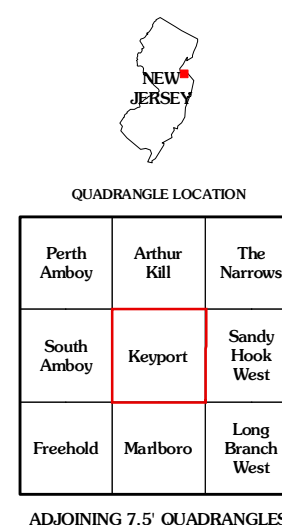 NEW
JERSEY
QUADRANGLE LOCATION
Perth
Amboy
Arthur
Kill
The
Narrows
South
Amboy
Keyport
Sandy
Hook
West
Freehold
Marlboro
Long
Branch
West
ADJOINING 7.5' QUADRANGLES